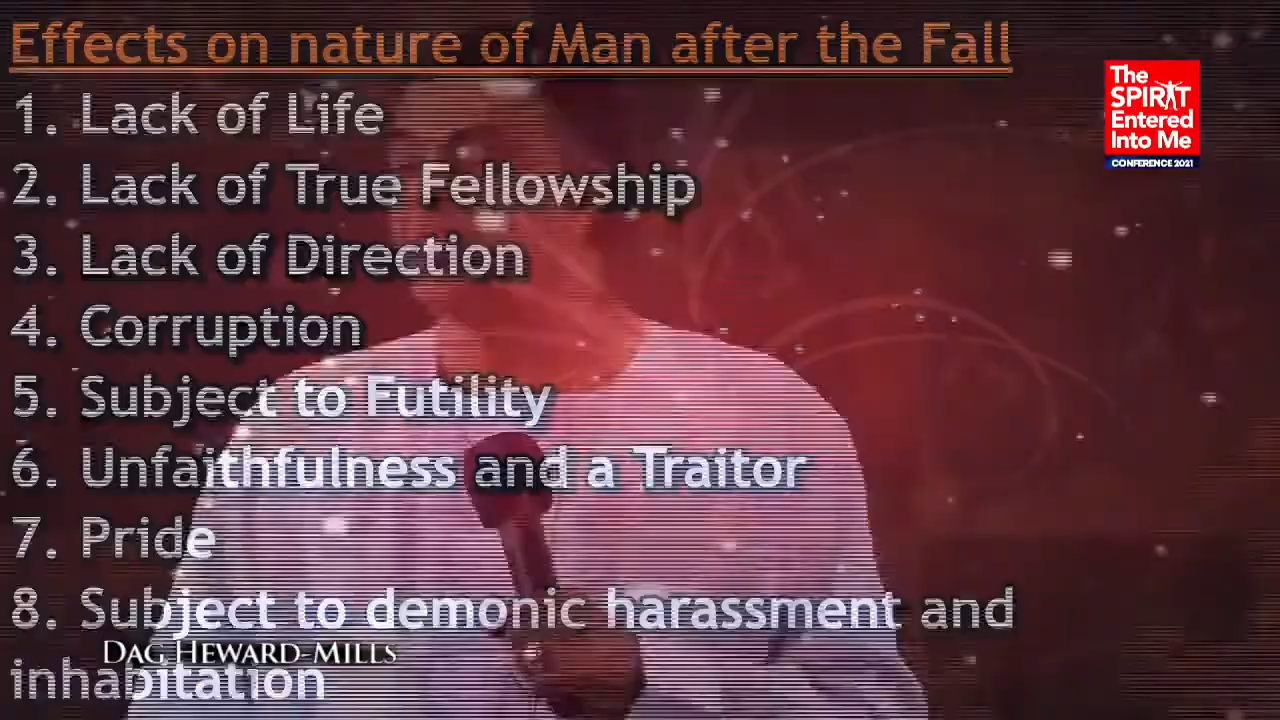 Effects on nature of Man after the Fall
1. Lack of Life
2. Lack of True Fellowship
3. Lack of Direction
4. Corruption
5. Subject to Futility
6. Unfaithfulness and a Traitor
7. Pride
8. Subject to demonic harassment and
inhabitation
DAG HEWARD-MILLS
The
SPIRIT
Entered
Into Me
CONFERENCE 2021